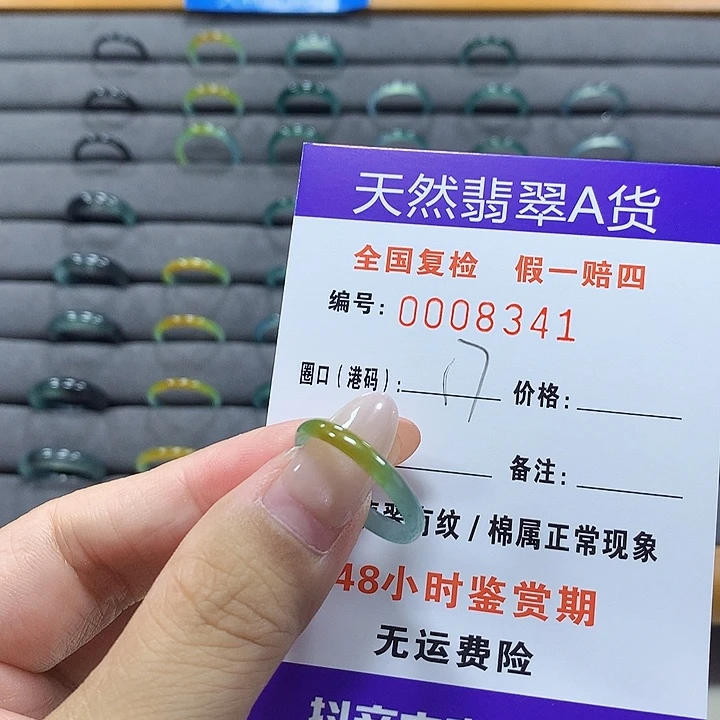 天然翡翠A货
全国复检 假一赔四
编号: 0008341
圈口(港码): 17 价格:
备注:
纹/棉属正常现象
48小时鉴赏期
无运费险